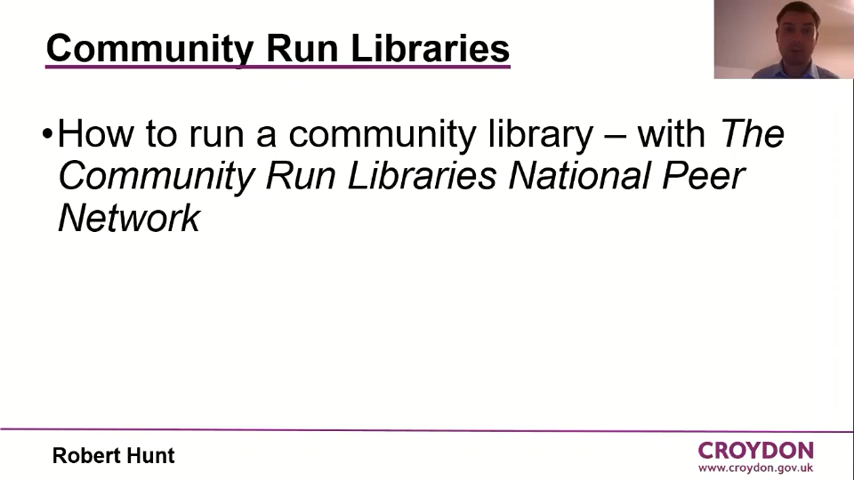 Community Run Libraries
•How to run a community library – with The
Community Run Libraries National Peer
Network
Robert Hunt
CROYDON
www.croydon.gov.uk